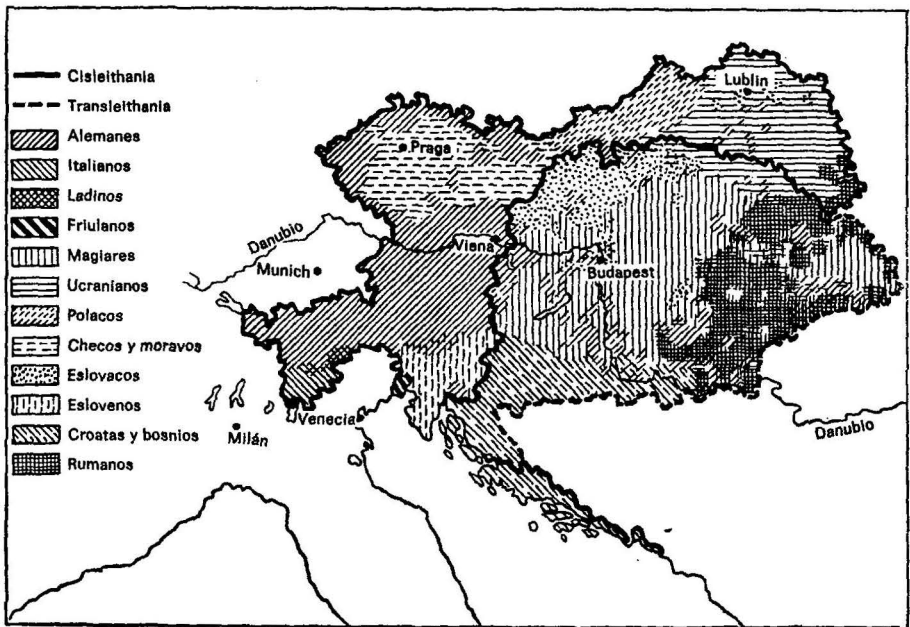 Cisleithania
Transleithania
Alemanes
Italianos
Ladinos
Friulanos
Magiares
Ucranianos
Polacos
Checos y moravos
Eslovacos
Eslovenos
Croatas y bosnios
Rumanos
Lublin
Praga
Danubio
Viena
Munich
Budapest
Venecia
Milán
Danubio